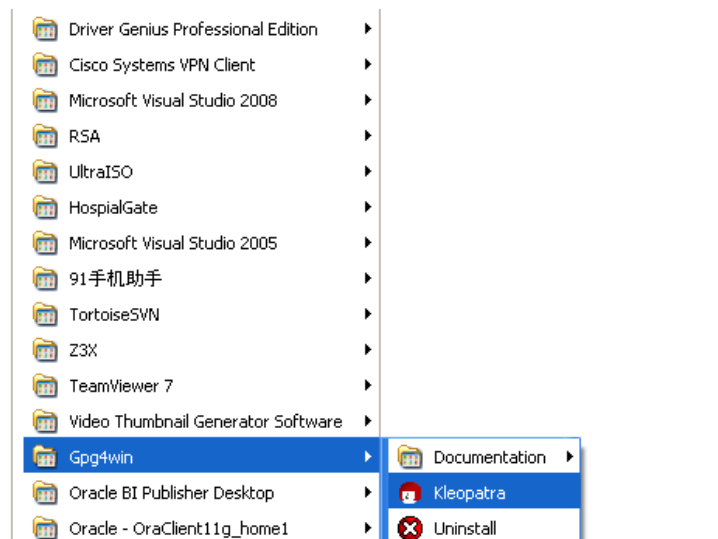 Driver Genius Professional Edition
Cisco Systems VPN Client
Microsoft Visual Studio 2008
RSA
UltraISO
HospialGate
Microsoft Visual Studio 2005
91手机助手
TortoiseSVN
Z3X
TeamViewer 7
Video Thumbnail Generator Software
Gpg4win
Documentation
Oracle BI Publisher Desktop
Kleopatra
Oracle - OraClient11g_home1
Uninstall